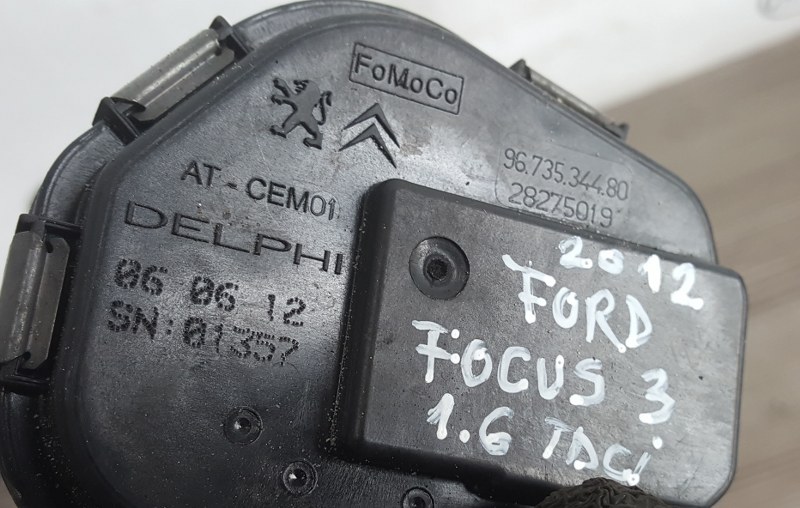 FoMoCo
96.735.344.80
28275019
AT - CEM01
DELPHI
06 06 12
SN:01357
2012
FORD
FOCUS 3
1.6 TDCi